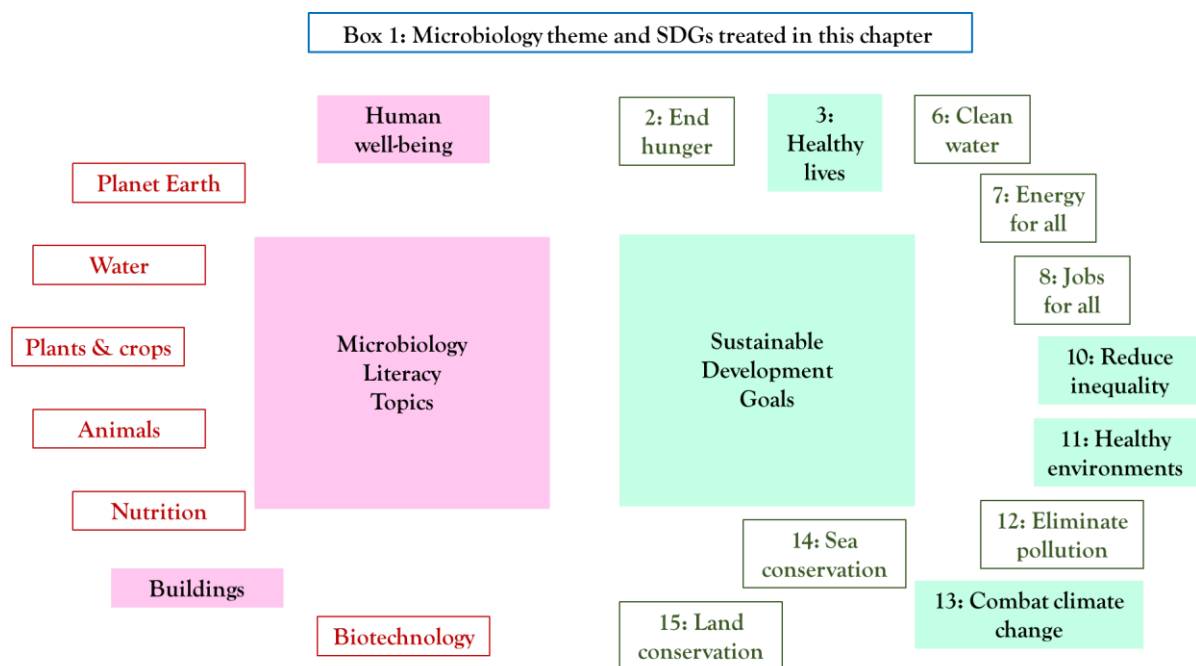 Box 1: Microbiology theme and SDGs treated in this chapter
Human
well-being
Planet Earth
Water
Plants & crops
Animals
Nutrition
Buildings
Biotechnology
Microbiology
Literacy
Topics
2: End
hunger
3:
Healthy
lives
6: Clean
water
7: Energy
for all
8: Jobs
for all
10: Reduce
inequality
11: Healthy
environments
12: Eliminate
pollution
13: Combat climate
change
14: Sea
conservation
15: Land
conservation
Sustainable
Development
Goals